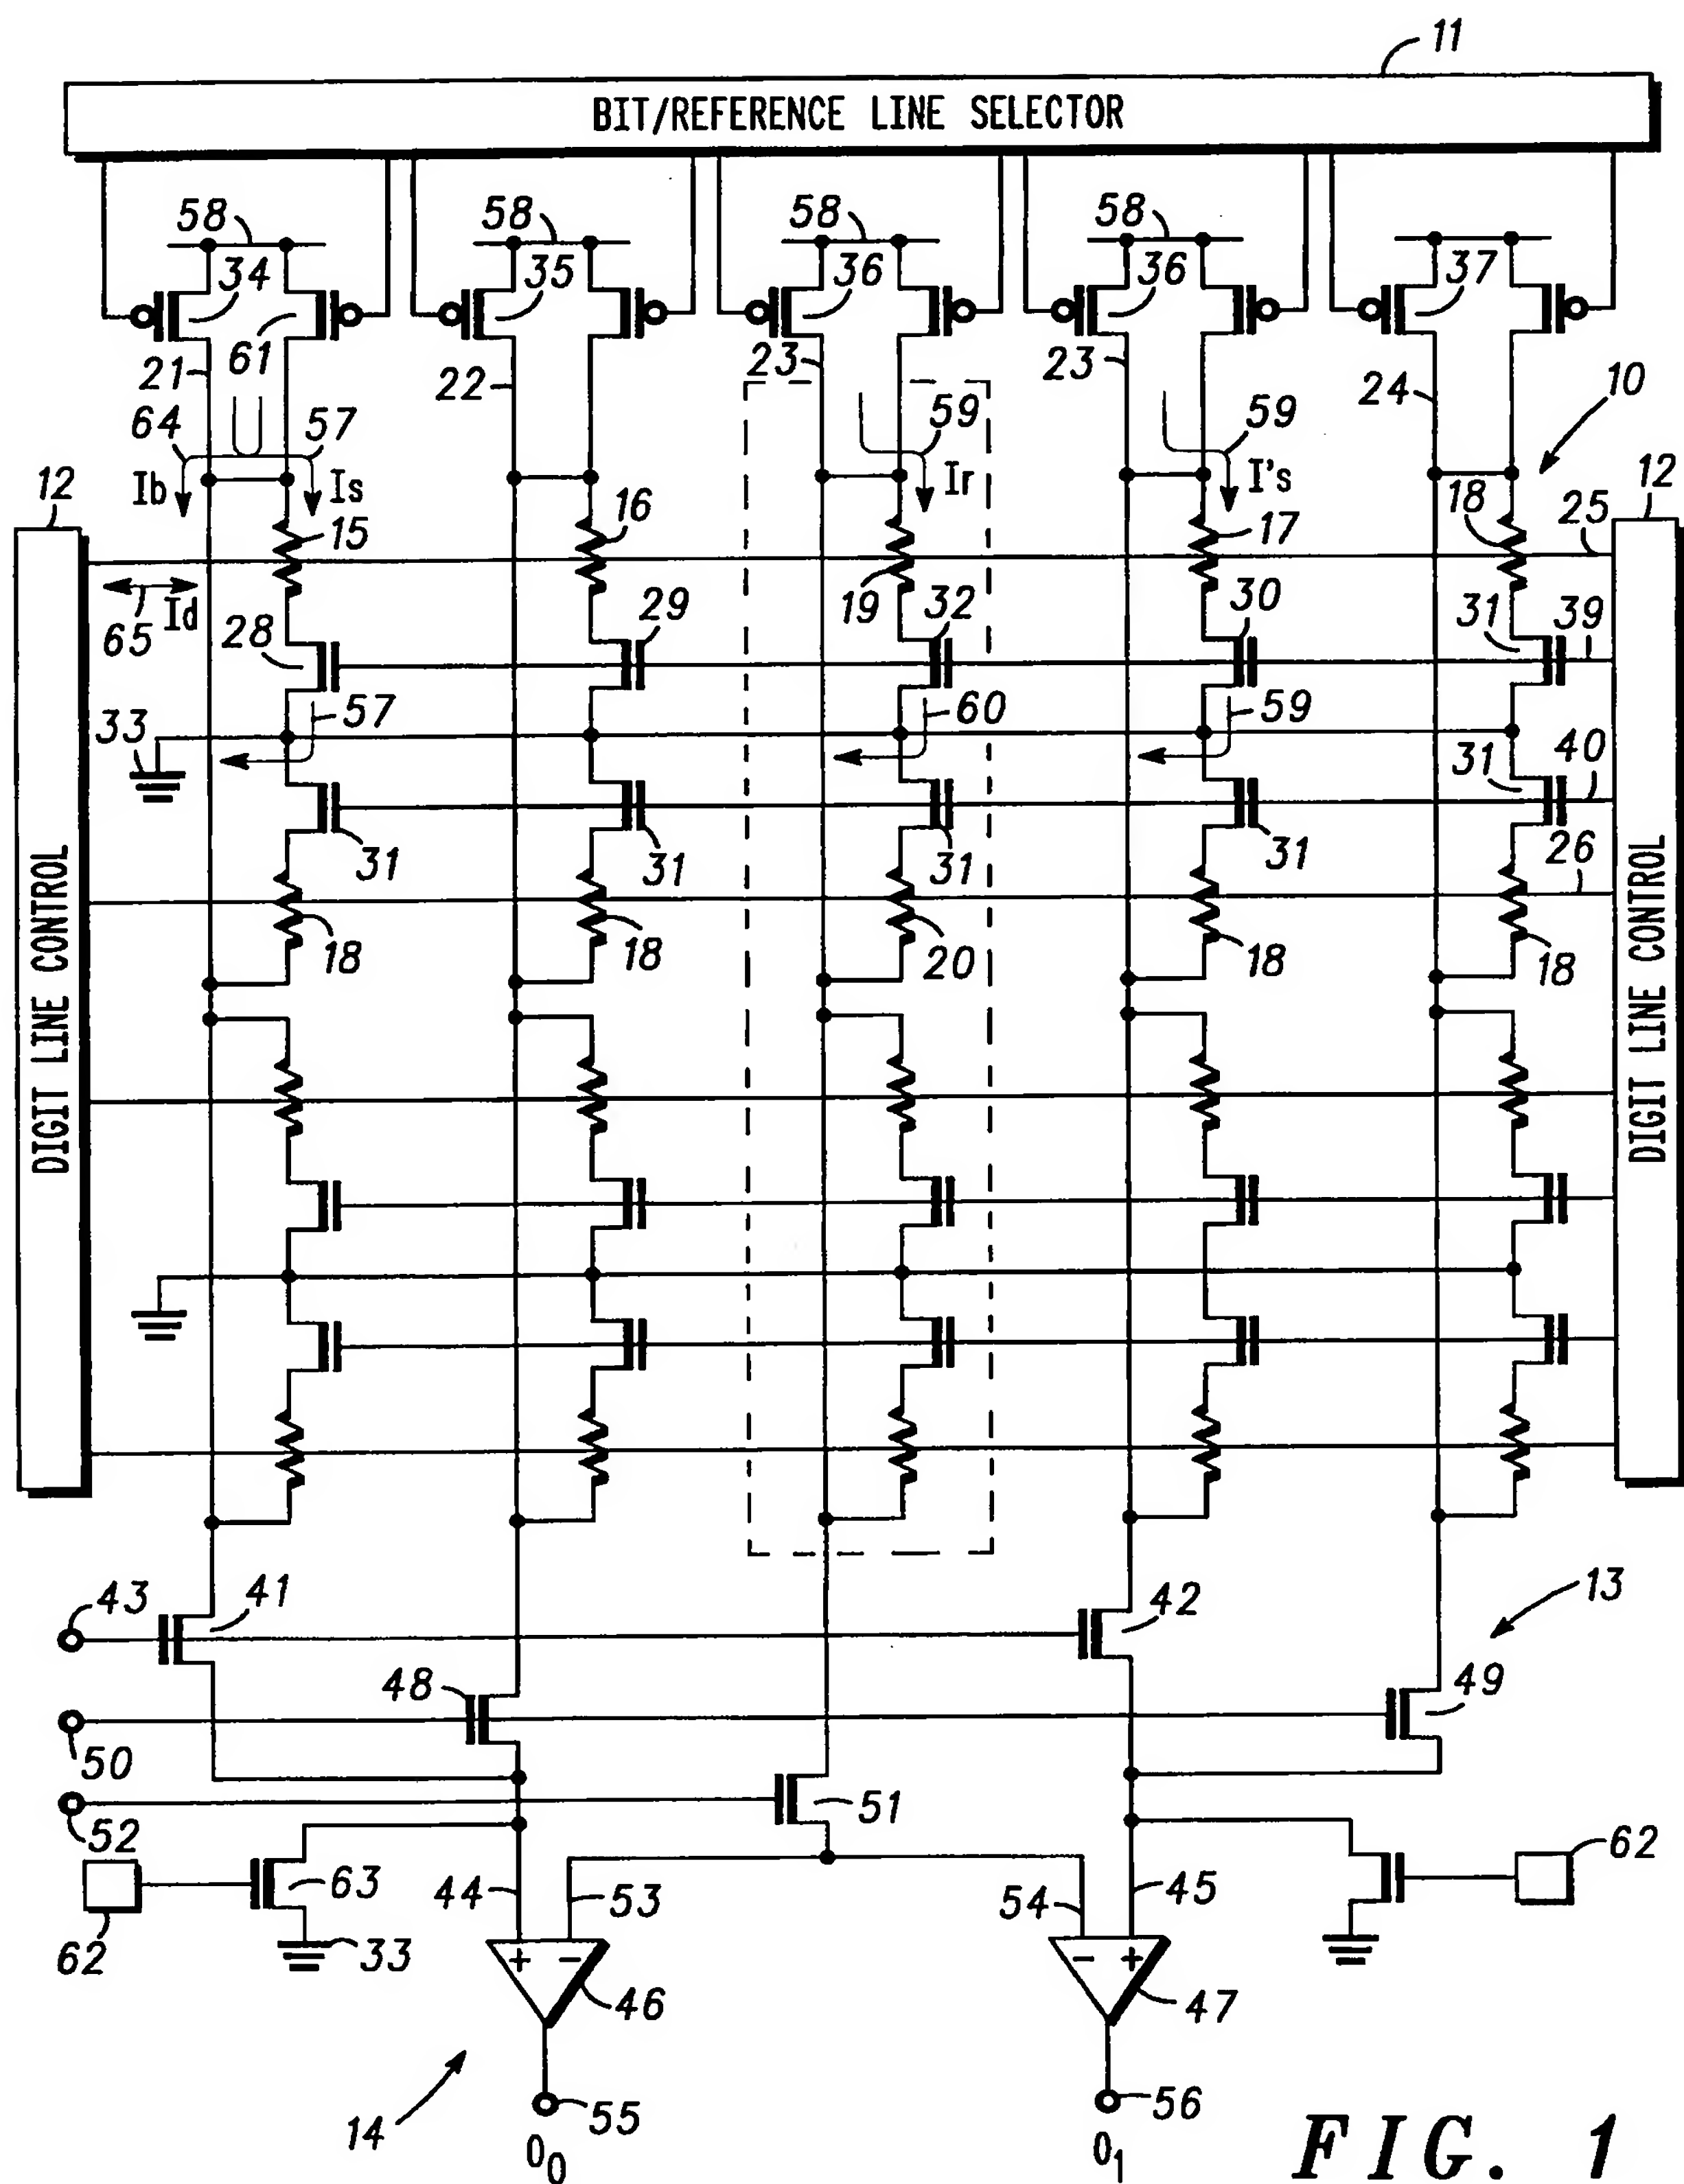 11
BIT/REFERENCE LINE SELECTOR
58 58 58 58
34 61 35 36 36 37
21 22 23 23 24 10
64 57 59 59
Ib Is Ir I's
12 15 16 19 17 18 25 12
Id
65 28 29 32 30 31 39
33 57 60 59 31 40
31 31 31 31 26
18 18 20 18 18
DIGIT LINE CONTROL
DIGIT LINE CONTROL
43 41 42 13
48 49
50
52 51
62 63 44 53 54 45 62
33
+ − − +
46 47
14 55 56
O0 O1
FIG. 1